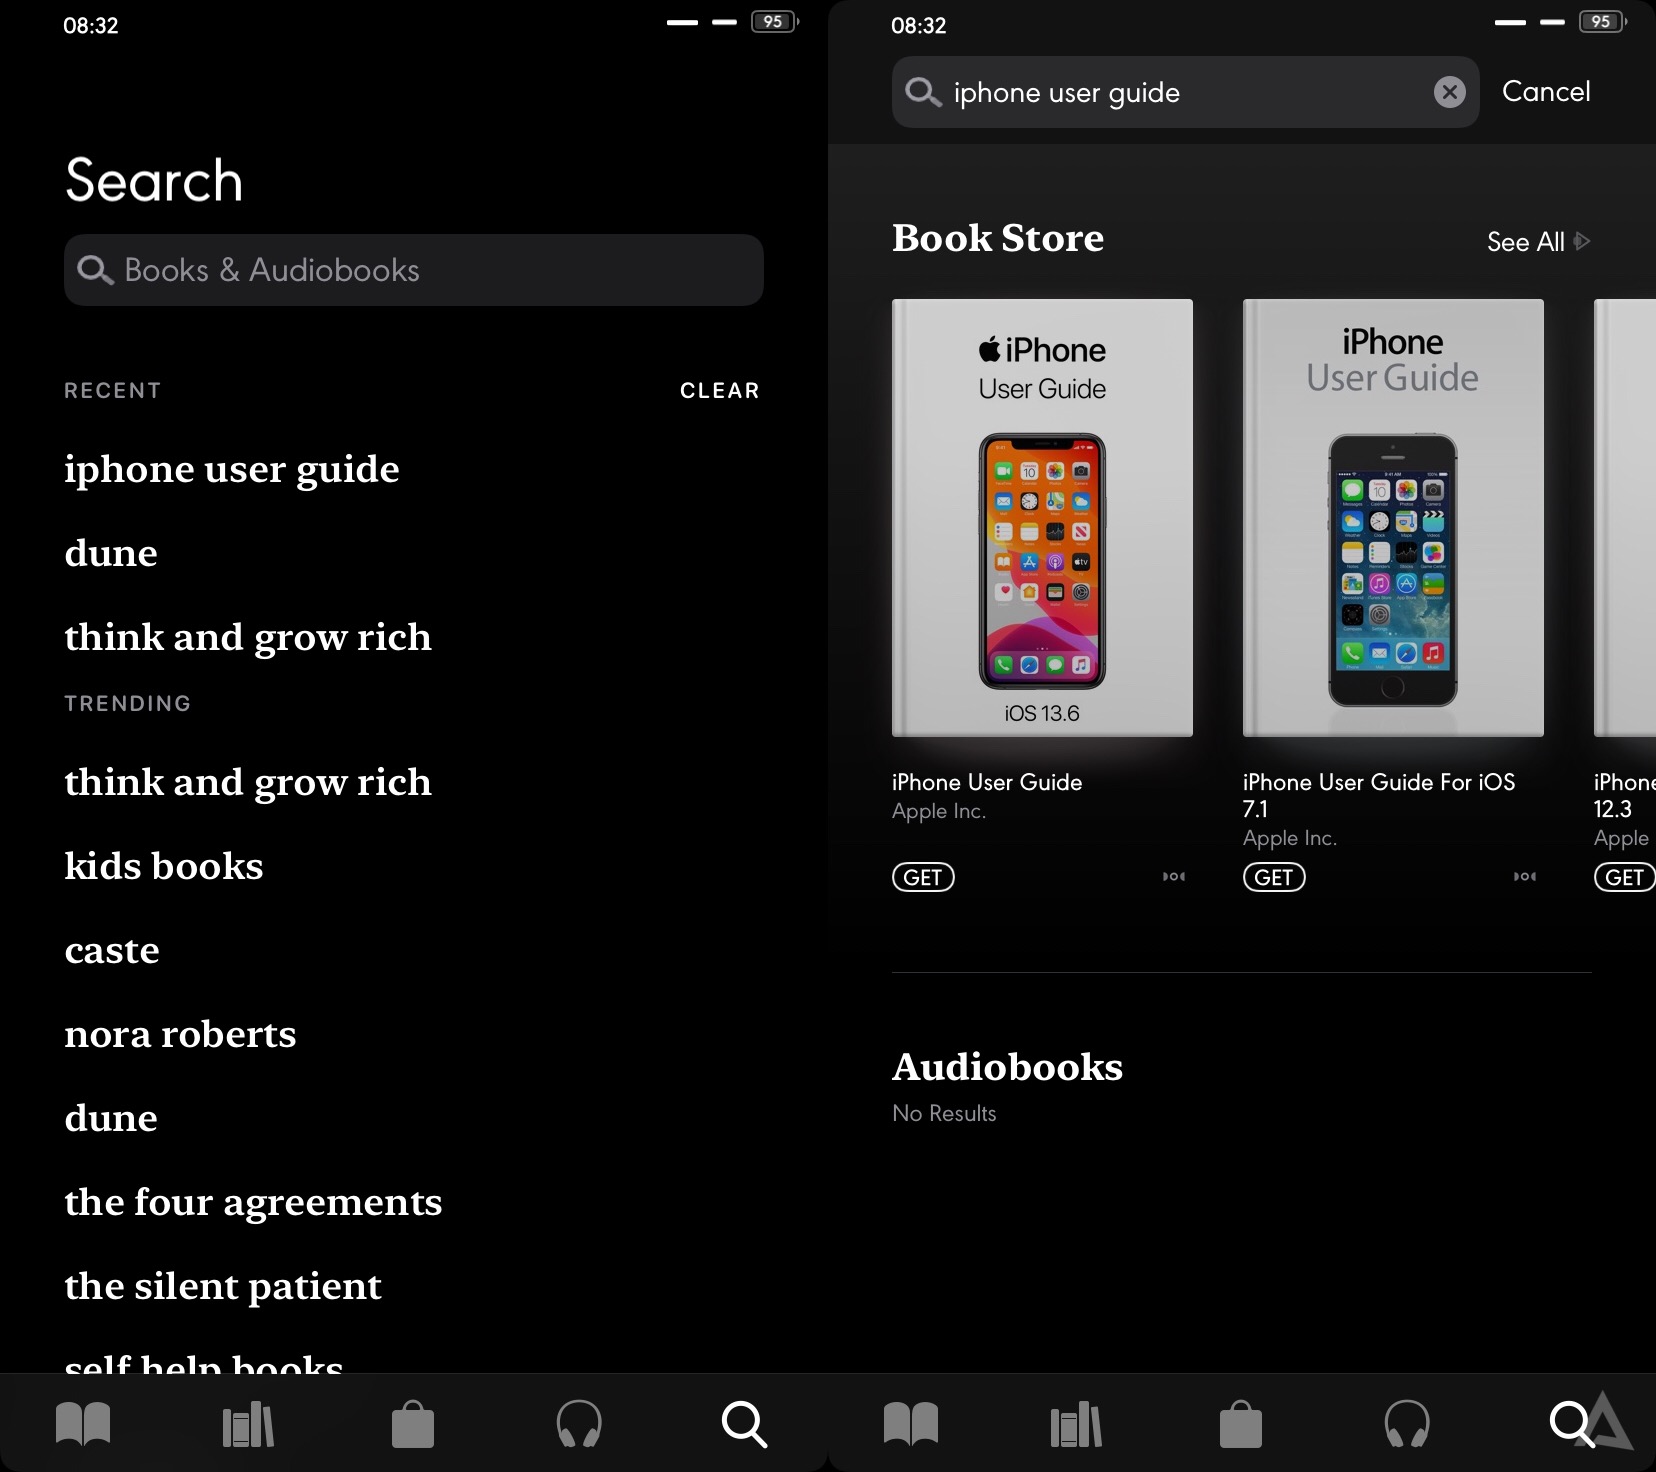 08:32
95
Search
Books & Audiobooks
RECENT
CLEAR
iphone user guide
dune
think and grow rich
TRENDING
think and grow rich
kids books
caste
nora roberts
dune
the four agreements
the silent patient
self help books
08:32
95
iphone user guide
Cancel
Book Store
See All
iPhone
User Guide
iOS 13.6
iPhone User Guide
Apple Inc.
GET
iPhone
User Guide
iPhone User Guide For iOS
7.1
Apple Inc.
GET
iPhone
12.3
Apple
GET
Audiobooks
No Results